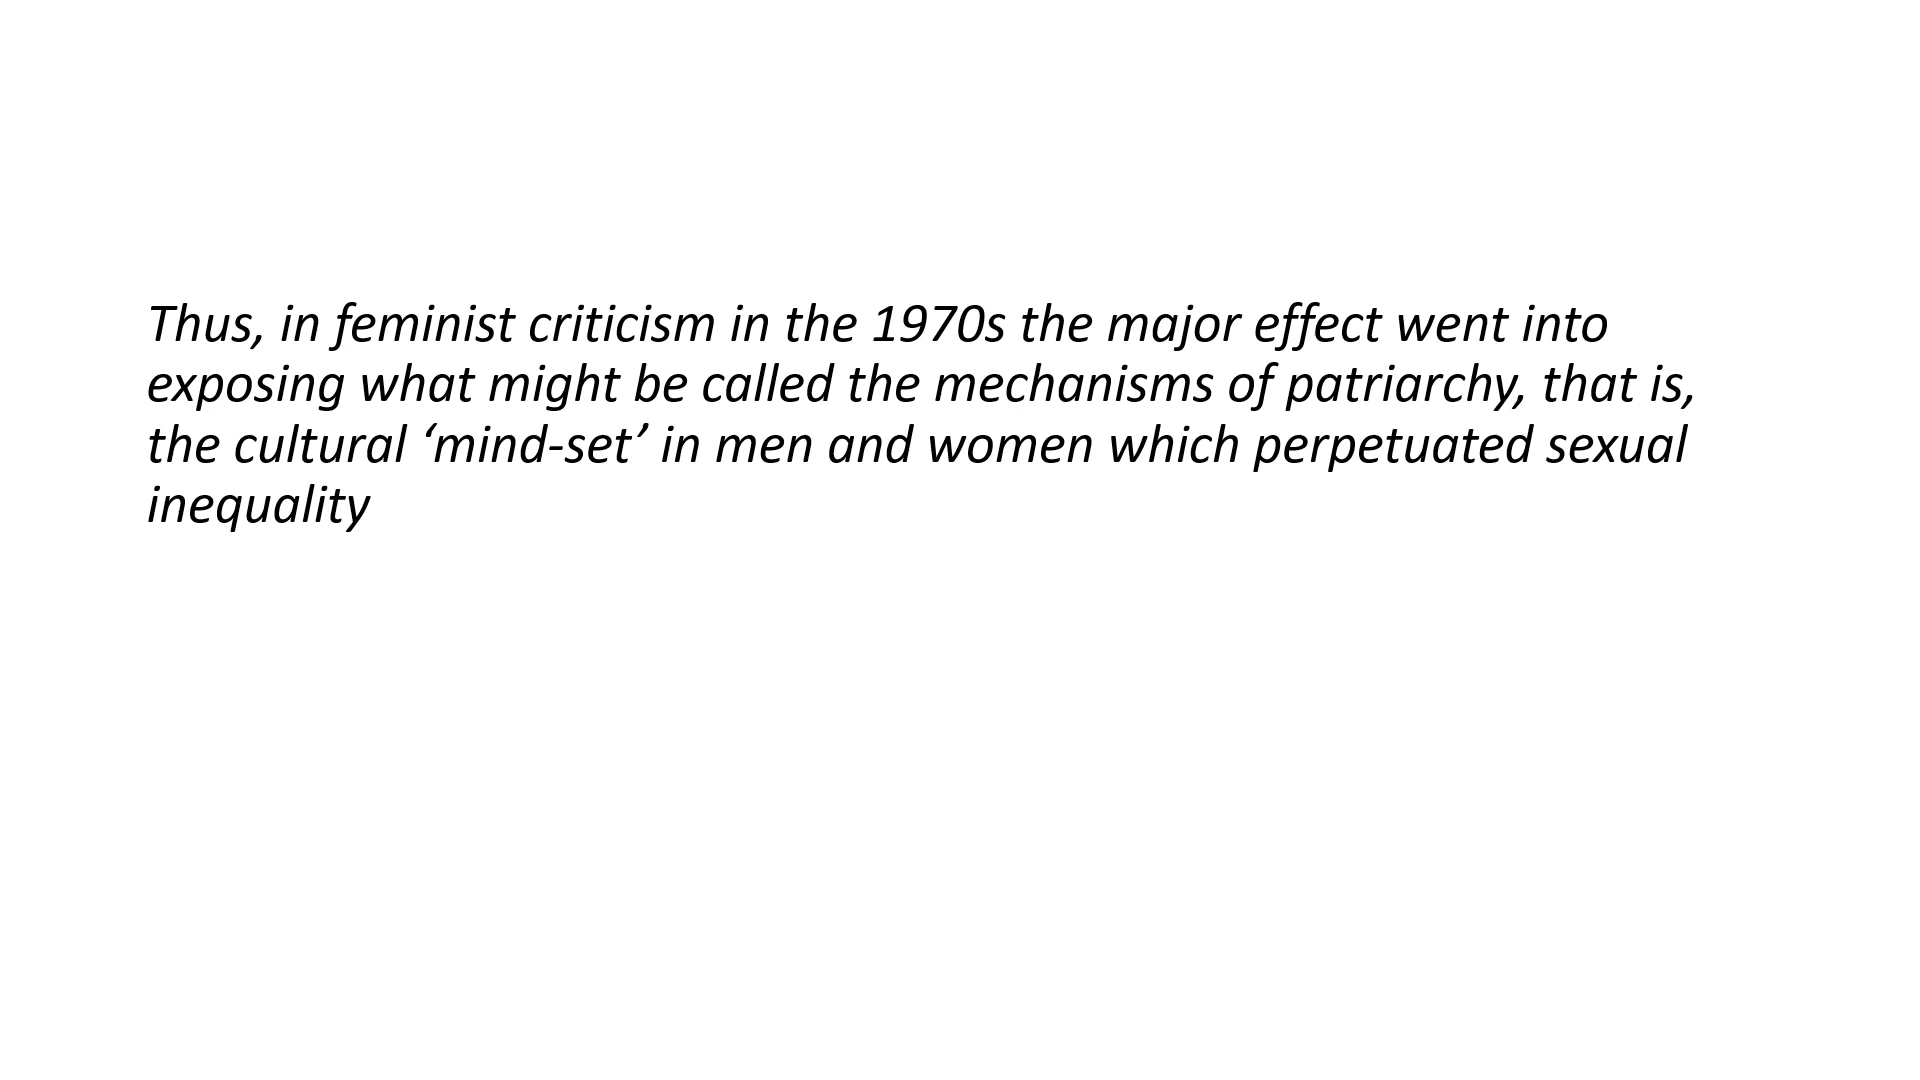 Thus, in feminist criticism in the 1970s the major effect went into
exposing what might be called the mechanisms of patriarchy, that is,
the cultural ‘mind-set’ in men and women which perpetuated sexual
inequality